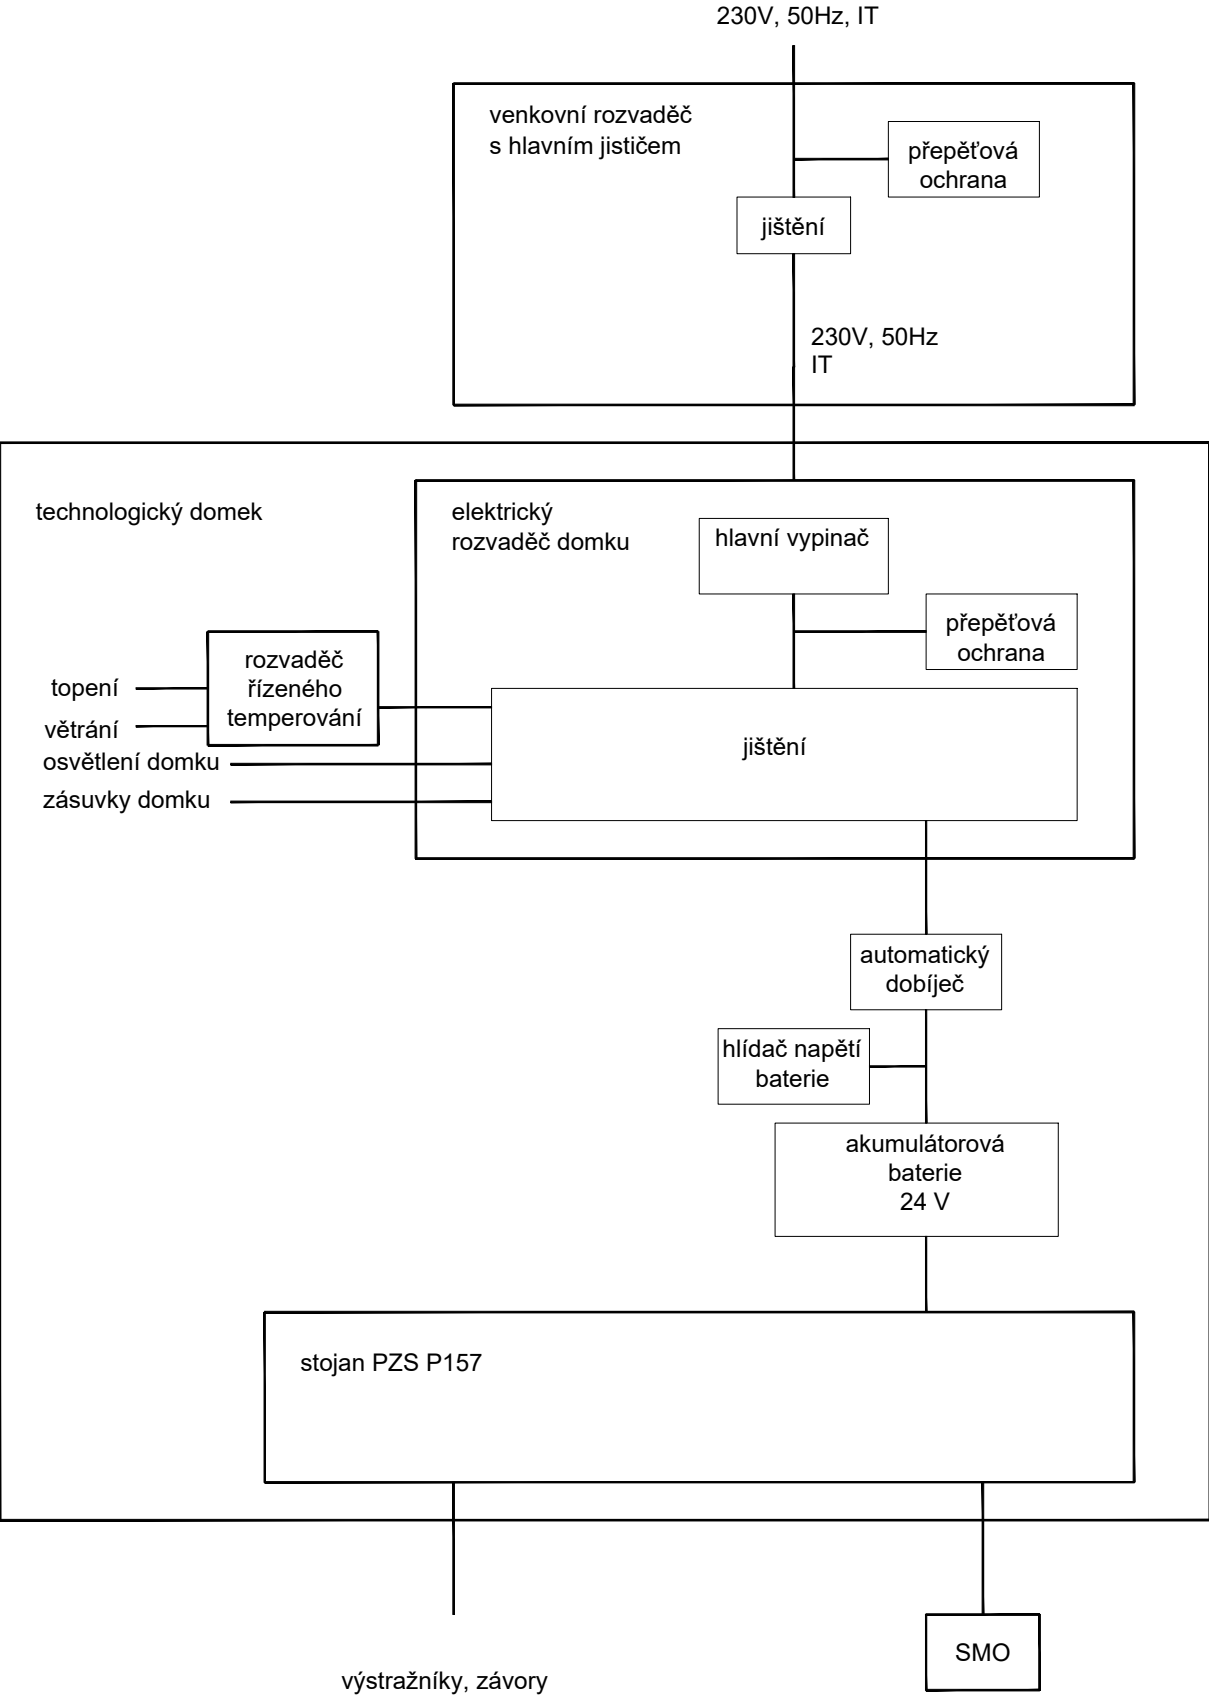 230V, 50Hz, IT
venkovní rozvaděč
s hlavním jističem
přepěťová
ochrana
jištění
230V, 50Hz
IT
technologický domek
elektrický
rozvaděč domku
hlavní vypinač
přepěťová
ochrana
rozvaděč
řízeného
temperování
topení
větrání
osvětlení domku
zásuvky domku
jištění
automatický
dobíječ
hlídač napětí
baterie
akumulátorová
baterie
24 V
stojan PZS P157
SMO
výstražníky, závory